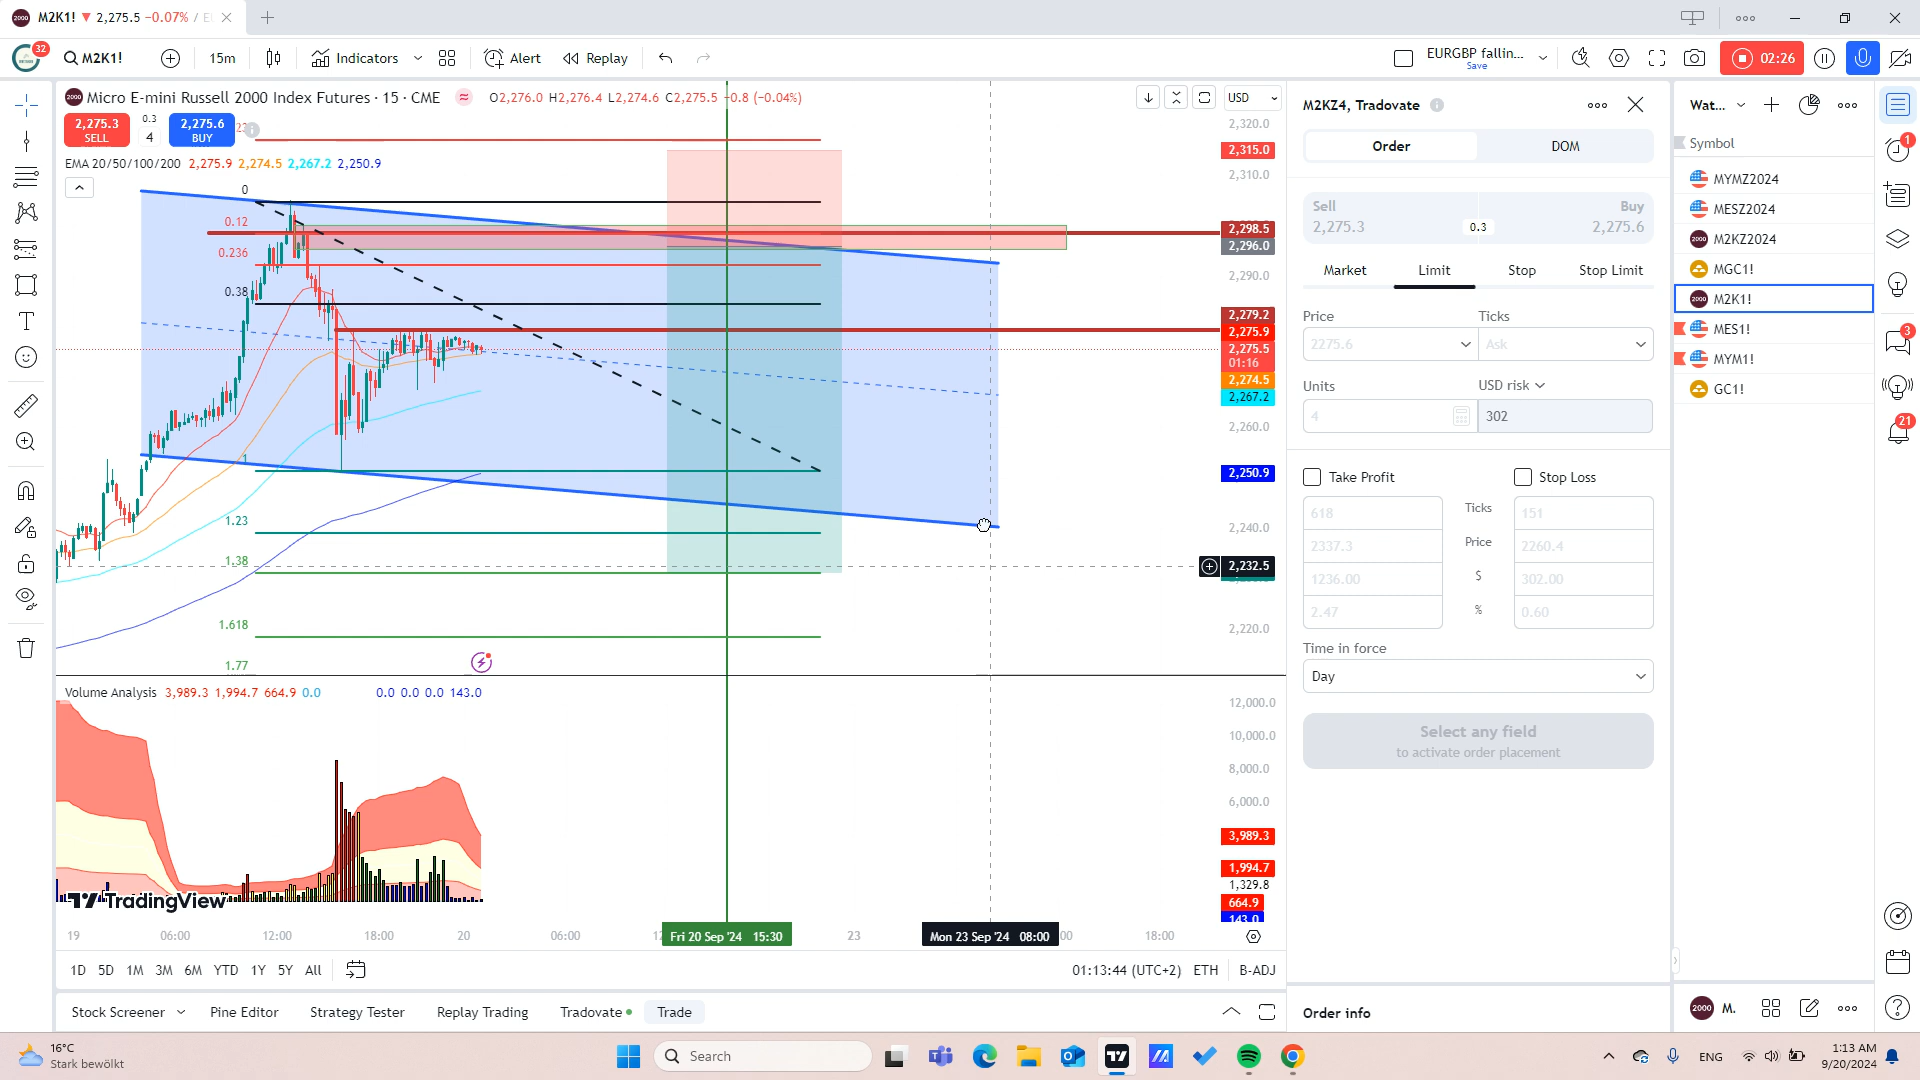 M2K1! ▼ 2,275.5 −0.07% /
32
M2K1!
15m
Indicators
Alert
Replay
EURGBP fallin...
Save
02:26
Micro E-mini Russell 2000 Index Futures · 15 · CME
O2,276.0 H2,276.4 L2,274.6 C2,275.5 −0.8 (−0.04%)
USD
2,275.3
SELL
0.3
4
2,275.6
BUY
EMA 20/50/100/200 2,275.9 2,274.5 2,267.2 2,250.9
0
0.12
0.236
0.38
1
1.23
1.38
1.618
1.77
2,320.0
2,315.0
2,310.0
2,298.5
2,296.0
2,290.0
2,279.2
2,275.9
2,275.5
01:16
2,274.5
2,267.2
2,260.0
2,250.9
2,240.0
2,232.5
2,220.0
Volume Analysis 3,989.3 1,994.7 664.9 0.0 0.0 0.0 0.0 143.0
12,000.0
10,000.0
8,000.0
6,000.0
3,989.3
1,994.7
1,329.8
664.9
143.0
TradingView
19
06:00
12:00
18:00
20
06:00
Fri 20 Sep '24 15:30
23
Mon 23 Sep '24 08:00
18:00
1D 5D 1M 3M 6M YTD 1Y 5Y All
01:13:44 (UTC+2) ETH B-ADJ
Stock Screener
Pine Editor
Strategy Tester
Replay Trading
Tradovate
Trade
M2KZ4, Tradovate
Order
DOM
Sell
2,275.3
0.3
Buy
2,275.6
Market
Limit
Stop
Stop Limit
Price
Ticks
2275.6
Ask
Units
USD risk
4
302
Take Profit
Stop Loss
618
Ticks
151
2337.3
Price
2260.4
1236.00
$
302.00
2.47
%
0.60
Time in force
Day
Select any field
to activate order placement
Order info
Wat...
Symbol
MYMZ2024
MESZ2024
M2KZ2024
MGC1!
M2K1!
MES1!
MYM1!
GC1!
M.
1
3
21
16°C
Stark bewölkt
Search
ENG
1:13 AM
9/20/2024